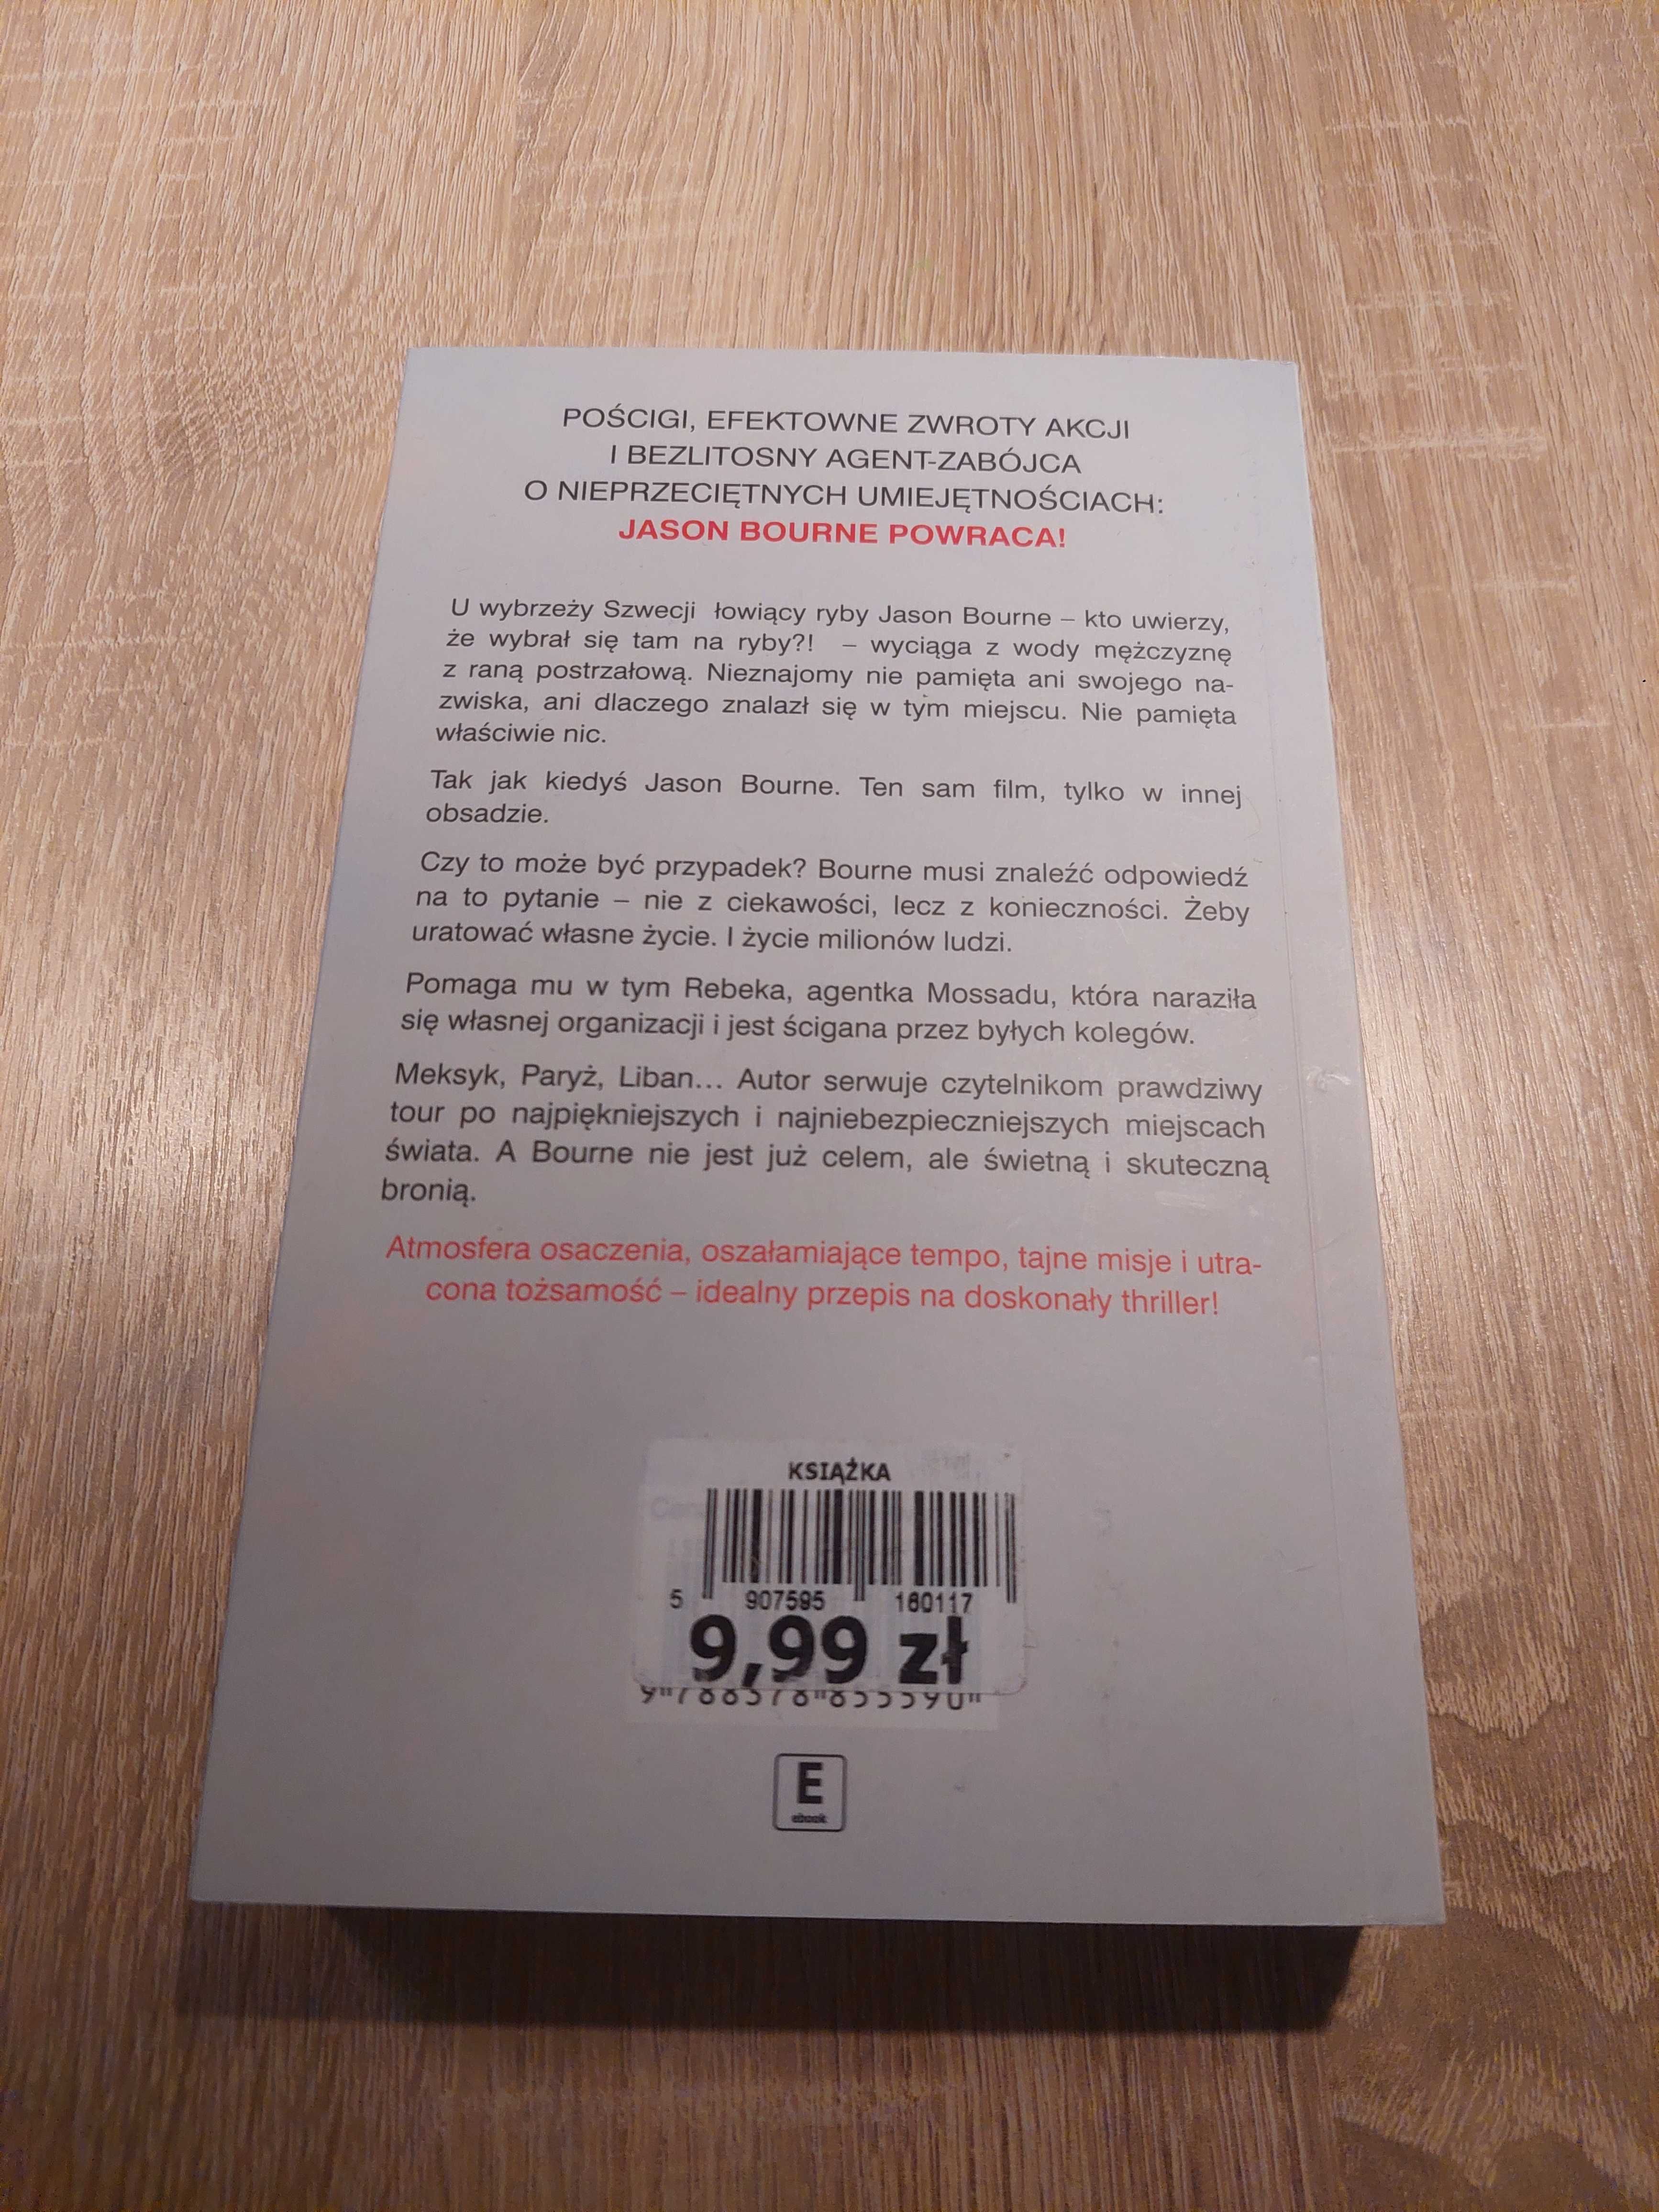 POŚCIGI, EFEKTOWNE ZWROTY AKCJI
I BEZLITOSNY AGENT-ZABÓJCA
O NIEPRZECIĘTNYCH UMIEJĘTNOŚCIACH:
JASON BOURNE POWRACA!
U wybrzeży Szwecji łowiący ryby Jason Bourne – kto uwierzy,
że wybrał się tam na ryby?! – wyciąga z wody mężczyznę
z raną postrzałową. Nieznajomy nie pamięta ani swojego na-
zwiska, ani dlaczego znalazł się w tym miejscu. Nie pamięta
właściwie nic.
Tak jak kiedyś Jason Bourne. Ten sam film, tylko w innej
obsadzie.
Czy to może być przypadek? Bourne musi znaleźć odpowiedź
na to pytanie – nie z ciekawości, lecz z konieczności. Żeby
uratować własne życie. I życie milionów ludzi.
Pomaga mu w tym Rebeka, agentka Mossadu, która naraziła
się własnej organizacji i jest ścigana przez byłych kolegów.
Meksyk, Paryż, Liban... Autor serwuje czytelnikom prawdziwy
tour po najpiękniejszych i najniebezpieczniejszych miejscach
świata. A Bourne nie jest już celem, ale świetną i skuteczną
bronią.
Atmosfera osaczenia, oszałamiające tempo, tajne misje i utra-
cona tożsamość – idealny przepis na doskonały thriller!
KSIĄŻKA
5 907595 160117
9,99 zł
E
ebook